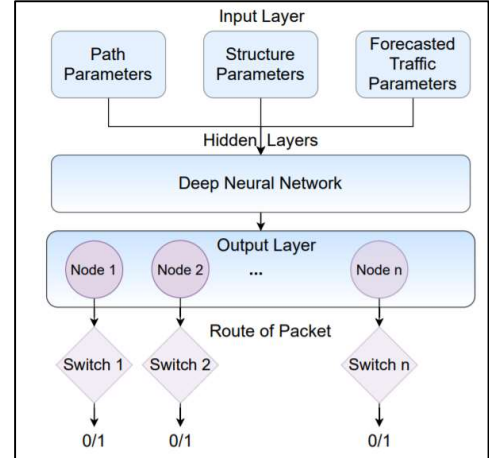 Input Layer
Path
Parameters
Structure
Parameters
Forecasted
Traffic
Parameters
Hidden Layers
Deep Neural Network
Output Layer
Node 1
Node 2
...
Node n
Route of Packet
Switch 1
Switch 2
Switch n
0/1
0/1
0/1